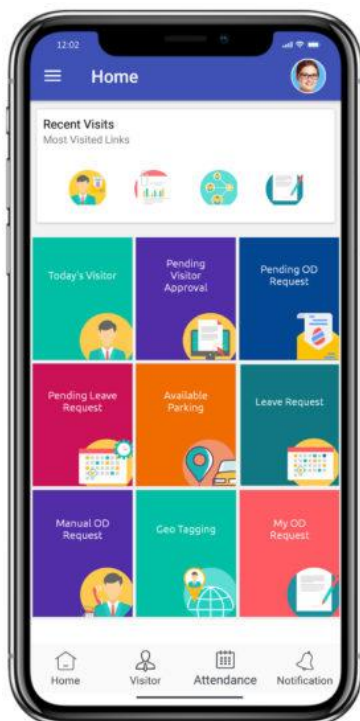 12:02
Home
Recent Visits
Most Visited Links
Today's Visitor
Pending
Visitor
Approval
Pending OD
Request
Pending Leave
Request
Available
Parking
Leave Request
Manual OD
Request
Geo Tagging
My OD
Request
Home
Visitor
Attendance
Notification